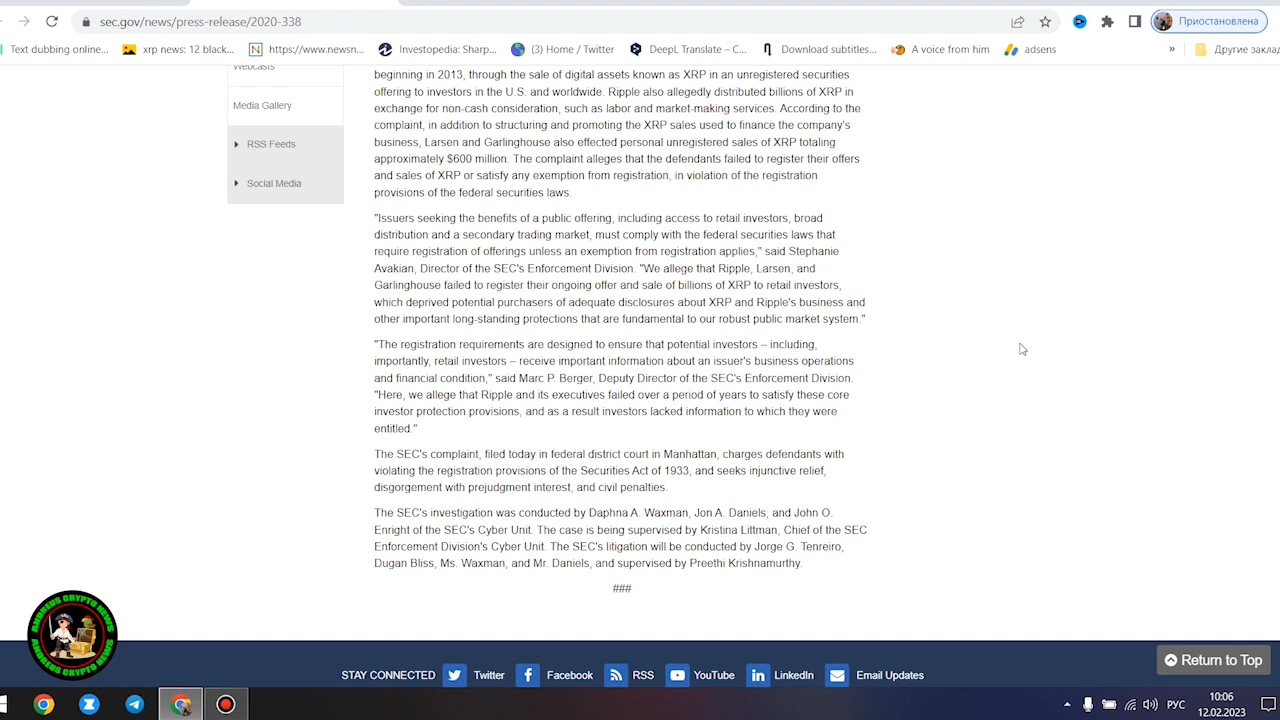 sec.gov/news/press-release/2020-338
Приостановлена
Text dubbing online...
xrp news: 12 black...
https://www.newsn...
Investopedia: Sharp...
(3) Home / Twitter
DeepL Translate – C...
Download subtitles...
A voice from him
adsens
»
Другие заклад
Webcasts
Media Gallery
RSS Feeds
Social Media
beginning in 2013, through the sale of digital assets known as XRP in an unregistered securities
offering to investors in the U.S. and worldwide. Ripple also allegedly distributed billions of XRP in
exchange for non-cash consideration, such as labor and market-making services. According to the
complaint, in addition to structuring and promoting the XRP sales used to finance the company's
business, Larsen and Garlinghouse also effected personal unregistered sales of XRP totaling
approximately $600 million. The complaint alleges that the defendants failed to register their offers
and sales of XRP or satisfy any exemption from registration, in violation of the registration
provisions of the federal securities laws.
"Issuers seeking the benefits of a public offering, including access to retail investors, broad
distribution and a secondary trading market, must comply with the federal securities laws that
require registration of offerings unless an exemption from registration applies," said Stephanie
Avakian, Director of the SEC's Enforcement Division. "We allege that Ripple, Larsen, and
Garlinghouse failed to register their ongoing offer and sale of billions of XRP to retail investors,
which deprived potential purchasers of adequate disclosures about XRP and Ripple's business and
other important long-standing protections that are fundamental to our robust public market system."
"The registration requirements are designed to ensure that potential investors – including,
importantly, retail investors – receive important information about an issuer's business operations
and financial condition," said Marc P. Berger, Deputy Director of the SEC's Enforcement Division.
"Here, we allege that Ripple and its executives failed over a period of years to satisfy these core
investor protection provisions, and as a result investors lacked information to which they were
entitled."
The SEC's complaint, filed today in federal district court in Manhattan, charges defendants with
violating the registration provisions of the Securities Act of 1933, and seeks injunctive relief,
disgorgement with prejudgment interest, and civil penalties.
The SEC's investigation was conducted by Daphna A. Waxman, Jon A. Daniels, and John O.
Enright of the SEC's Cyber Unit. The case is being supervised by Kristina Littman, Chief of the SEC
Enforcement Division's Cyber Unit. The SEC's litigation will be conducted by Jorge G. Tenreiro,
Dugan Bliss, Ms. Waxman, and Mr. Daniels, and supervised by Preethi Krishnamurthy.
###
ANDREUS CRYPTO NEWS
ANDREUS CRYPTO NEWS
Return to Top
STAY CONNECTED
Twitter
Facebook
RSS
YouTube
LinkedIn
Email Updates
РУС
10:06
12.02.2023